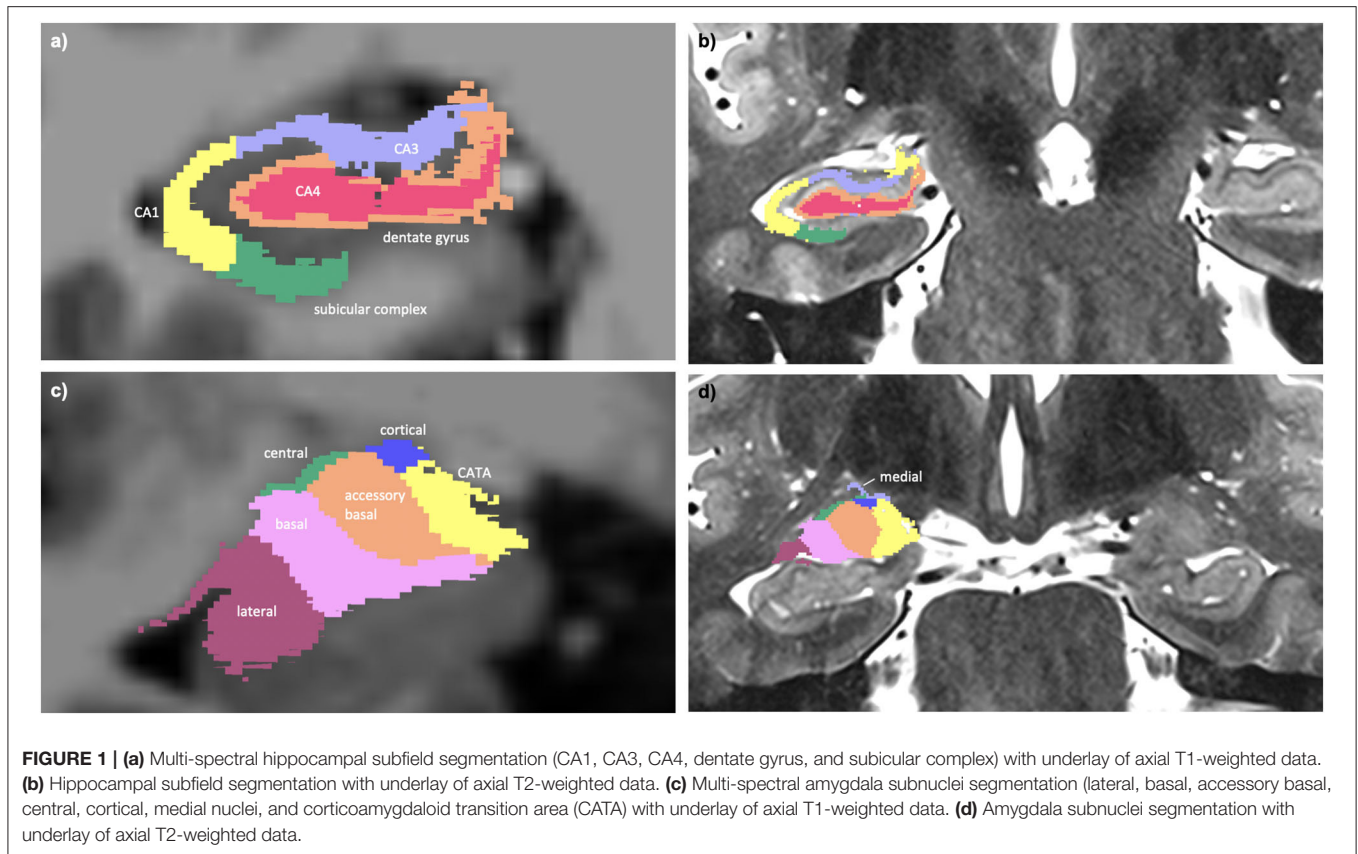 a)
CA3
CA4
CA1
dentate gyrus
subicular complex
b)
c)
cortical
central
CATA
accessory
basal
basal
lateral
d)
medial
FIGURE 1 | (a) Multi-spectral hippocampal subfield segmentation (CA1, CA3, CA4, dentate gyrus, and subicular complex) with underlay of axial T1-weighted data.
(b) Hippocampal subfield segmentation with underlay of axial T2-weighted data. (c) Multi-spectral amygdala subnuclei segmentation (lateral, basal, accessory basal,
central, cortical, medial nuclei, and corticoamygdaloid transition area (CATA) with underlay of axial T1-weighted data. (d) Amygdala subnuclei segmentation with
underlay of axial T2-weighted data.